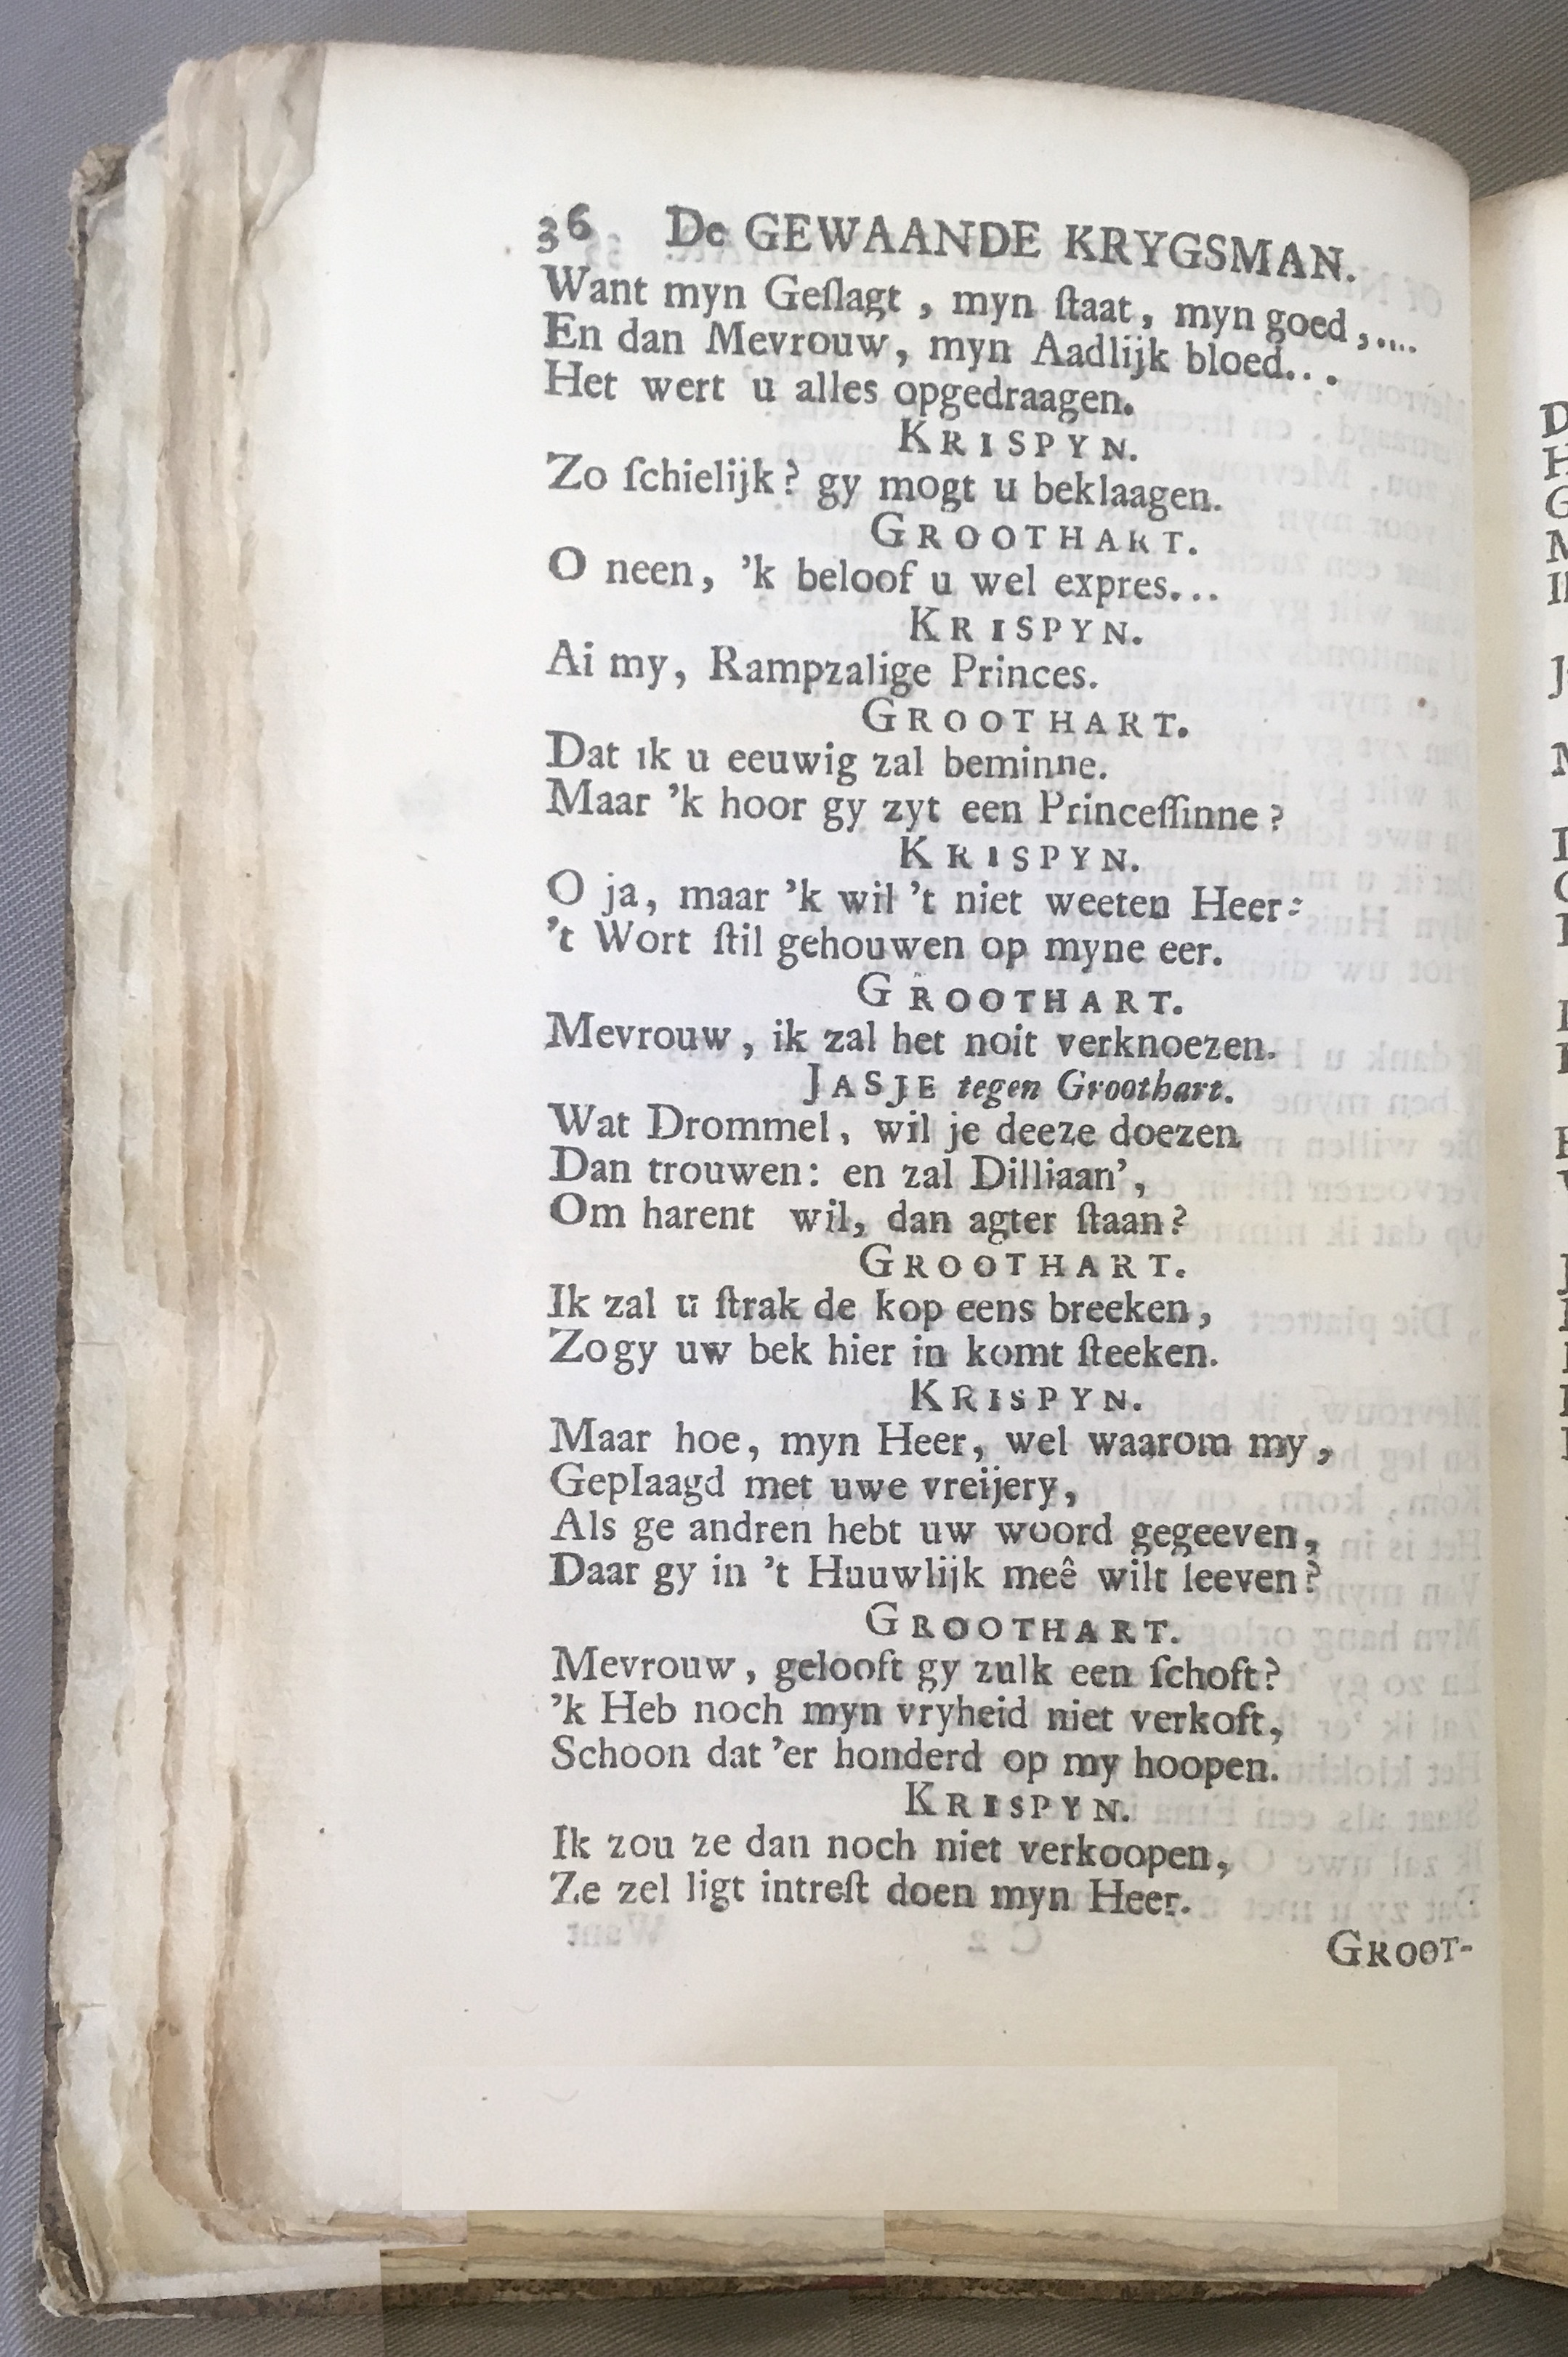 36 De GEWAANDE KRYGSMAN.
Want myn Geſlagt, myn ſtaat, myn goed,....
En dan Mevrouw, myn Aadlijk bloed...
Het wert u alles opgedraagen.
KRISPYN.
Zo ſchielijk? gy mogt u beklaagen.
GROOTHART.
O neen, 'k beloof u wel expres...
KRISPYN.
Ai my, Rampzalige Princes.
GROOTHART.
Dat ik u eeuwig zal beminne.
Maar 'k hoor gy zyt een Princeſſinne?
KRISPYN.
O ja, maar 'k wil 't niet weeten Heer:
't Wort ſtil gehouwen op myne eer.
GROOTHART.
Mevrouw, ik zal het noit verknoezen.
JASJE tegen Groothart.
Wat Drommel, wil je deeze doezen
Dan trouwen: en zal Dilliaan',
Om harent wil, dan agter ſtaan?
GROOTHART.
Ik zal u ſtrak de kop eens breeken,
Zo gy uw bek hier in komt ſteeken.
KRISPYN.
Maar hoe, myn Heer, wel waarom my,
Geplaagd met uwe vreijery,
Als ge andren hebt uw woord gegeeven,
Daar gy in 't Huuwlijk meê wilt leeven?
GROOTHART.
Mevrouw, gelooft gy zulk een ſchoft?
'k Heb noch myn vryheid niet verkoft,
Schoon dat 'er honderd op my hoopen.
KRISPYN.
Ik zou ze dan noch niet verkoopen,
Ze zel ligt intreſt doen myn Heer.
GROOT-